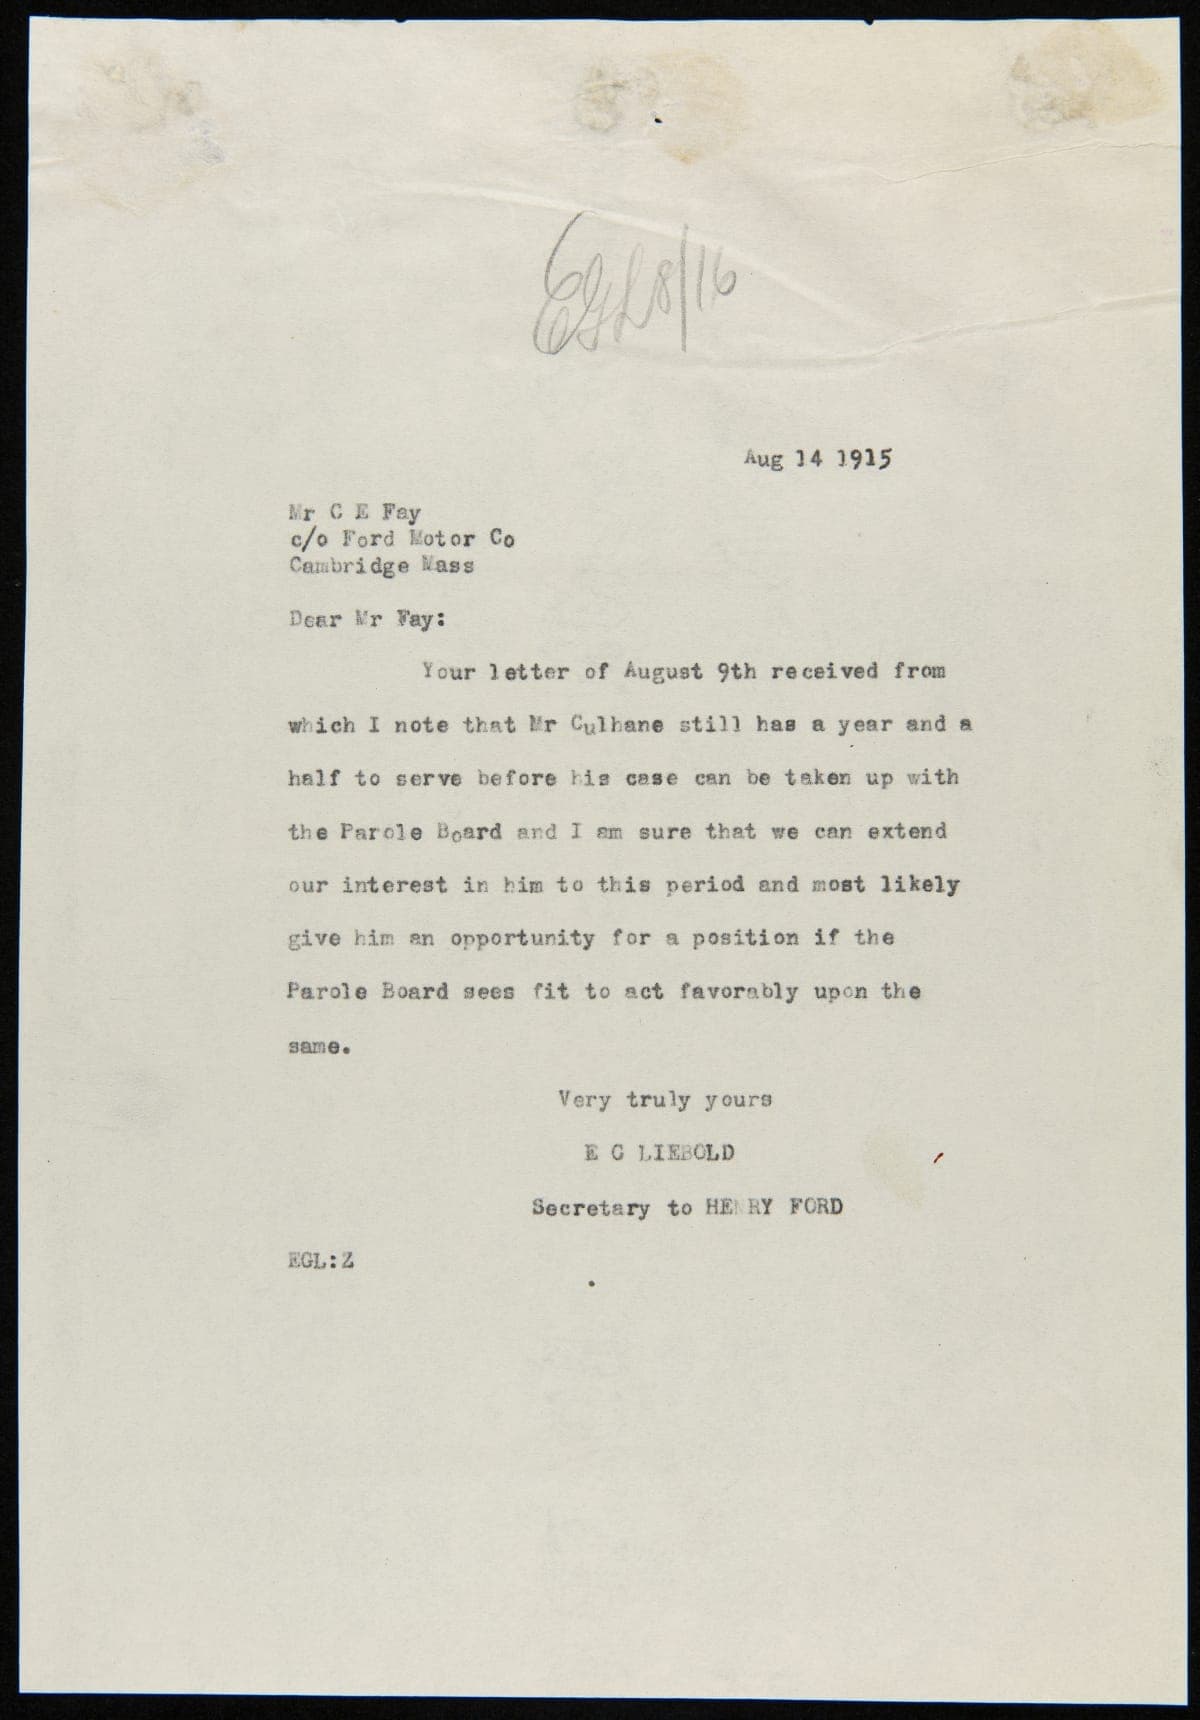 EGL 8/16
Aug 14 1915
Mr C E Fay
c/o Ford Motor Co
Cambridge Mass
Dear Mr Fay:
Your letter of August 9th received from
which I note that Mr Culhane still has a year and a
half to serve before his case can be taken up with
the Parole Board and I am sure that we can extend
our interest in him to this period and most likely
give him an opportunity for a position if the
Parole Board sees fit to act favorably upon the
same.
Very truly yours
E G LIEBOLD
Secretary to HENRY FORD
EGL:Z